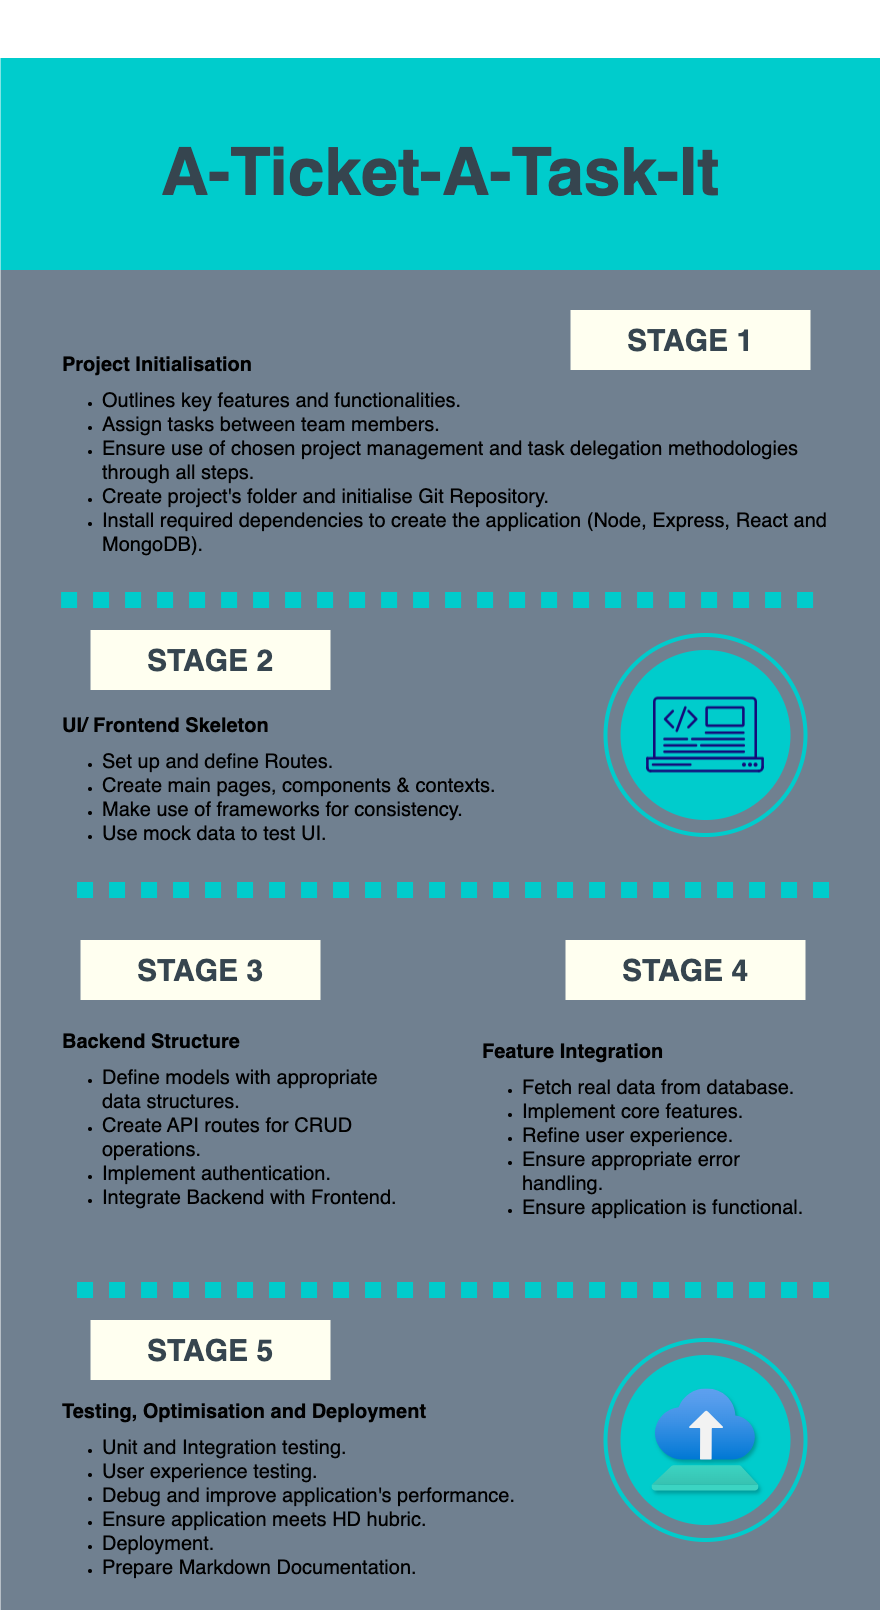 A-Ticket-A-Task-It
STAGE 1
Project Initialisation
• Outlines key features and functionalities.
• Assign tasks between team members.
• Ensure use of chosen project management and task delegation methodologies
through all steps.
• Create project's folder and initialise Git Repository.
• Install required dependencies to create the application (Node, Express, React and
MongoDB).
STAGE 2
UI/ Frontend Skeleton
• Set up and define Routes.
• Create main pages, components & contexts.
• Make use of frameworks for consistency.
• Use mock data to test UI.
</>
STAGE 3
Backend Structure
• Define models with appropriate
data structures.
• Create API routes for CRUD
operations.
• Implement authentication.
• Integrate Backend with Frontend.
STAGE 4
Feature Integration
• Fetch real data from database.
• Implement core features.
• Refine user experience.
• Ensure appropriate error
handling.
• Ensure application is functional.
STAGE 5
Testing, Optimisation and Deployment
• Unit and Integration testing.
• User experience testing.
• Debug and improve application's performance.
• Ensure application meets HD hubric.
• Deployment.
• Prepare Markdown Documentation.